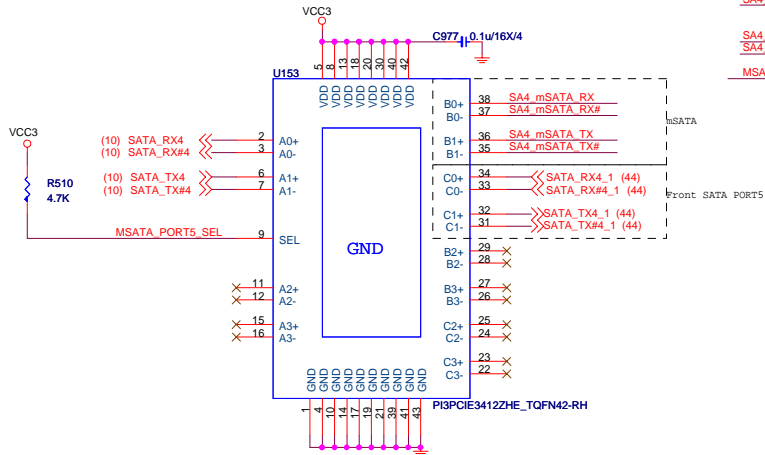 VCC3
C977 0.1u/16X/4
SA4
SA4
MSA
U153
5 8 13 18 20 30 40 42
VDD VDD VDD VDD VDD VDD VDD VDD
B0+ 38 SA4_mSATA_RX
B0- 37 SA4_mSATA_RX#
mSATA
VCC3
(10) SATA_RX4 2 A0+
(10) SATA_RX#4 3 A0-
B1+ 36 SA4_mSATA_TX
B1- 35 SA4_mSATA_TX#
R510
4.7K
(10) SATA_TX4 6 A1+
(10) SATA_TX#4 7 A1-
C0+ 34 SATA_RX4_1 (44)
C0- 33 SATA_RX#4_1 (44)
Front SATA PORT5
C1+ 32 SATA_TX4_1 (44)
C1- 31 SATA_TX#4_1 (44)
MSATA_PORT5_SEL 9 SEL
GND
B2+ 29
B2- 28
11 A2+
12 A2-
B3+ 27
B3- 26
15 A3+
16 A3-
C2+ 25
C2- 24
C3+ 23
C3- 22
GND GND GND GND GND GND GND GND GND GND
1 4 10 14 17 19 21 39 41 43
PI3PCIE3412ZHE_TQFN42-RH